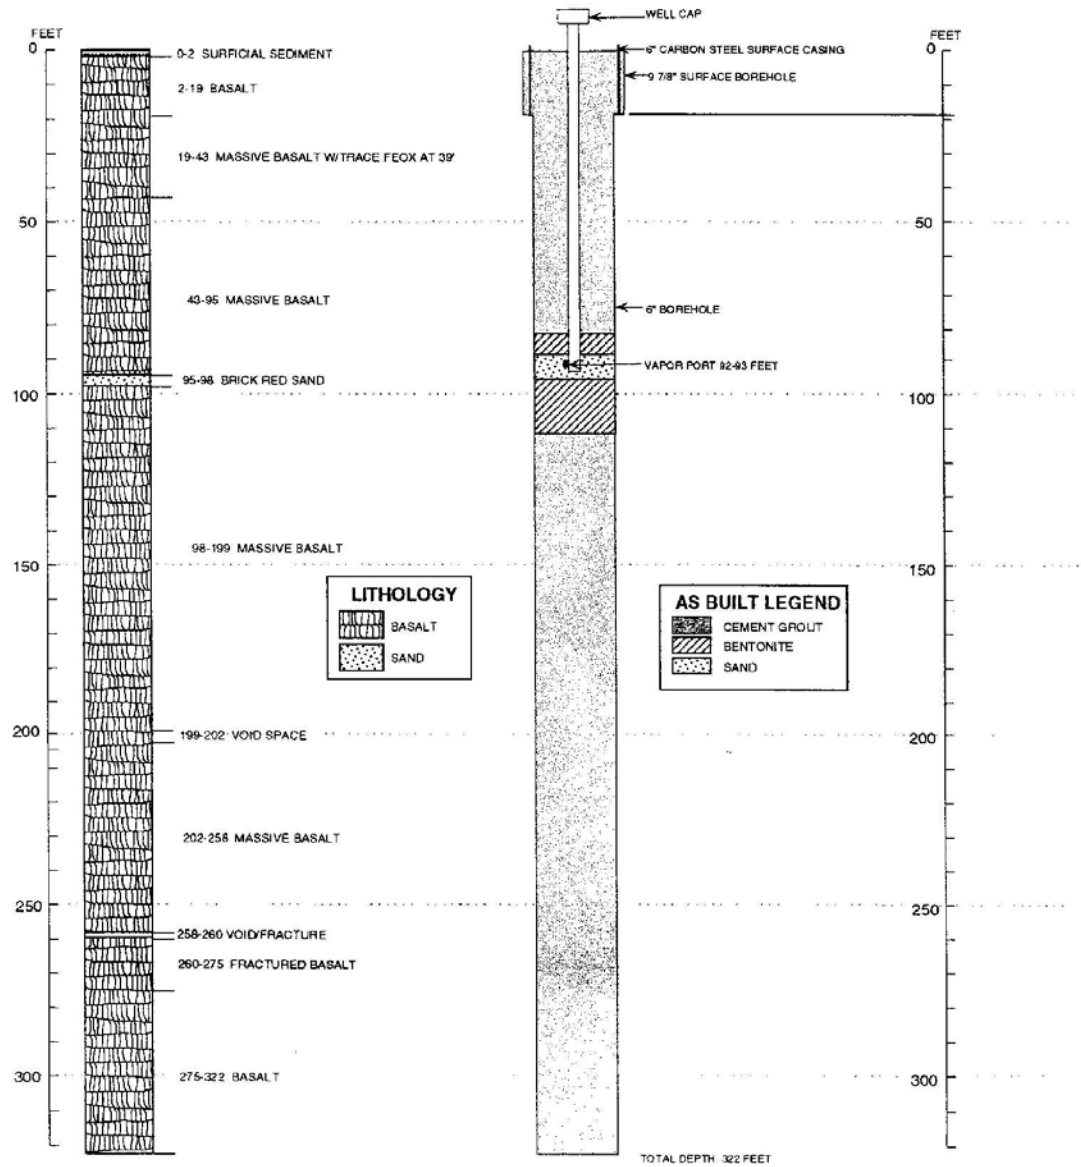 WELL CAP
FEET
FEET
0
0-2 SURFICIAL SEDIMENT
6" CARBON STEEL SURFACE CASING
0
9 7/8" SURFACE BOREHOLE
2-19 BASALT
19-43 MASSIVE BASALT W/TRACE FEOX AT 39'
50
50
43-95 MASSIVE BASALT
6" BOREHOLE
VAPOR PORT 92-93 FEET
95-98 BRICK RED SAND
100
100
98-199 MASSIVE BASALT
150
150
LITHOLOGY
BASALT
SAND
AS BUILT LEGEND
CEMENT GROUT
BENTONITE
SAND
200
199-202 VOID SPACE
200
202-258 MASSIVE BASALT
250
250
258-260 VOID/FRACTURE
260-275 FRACTURED BASALT
300
275-322 BASALT
300
TOTAL DEPTH 322 FEET